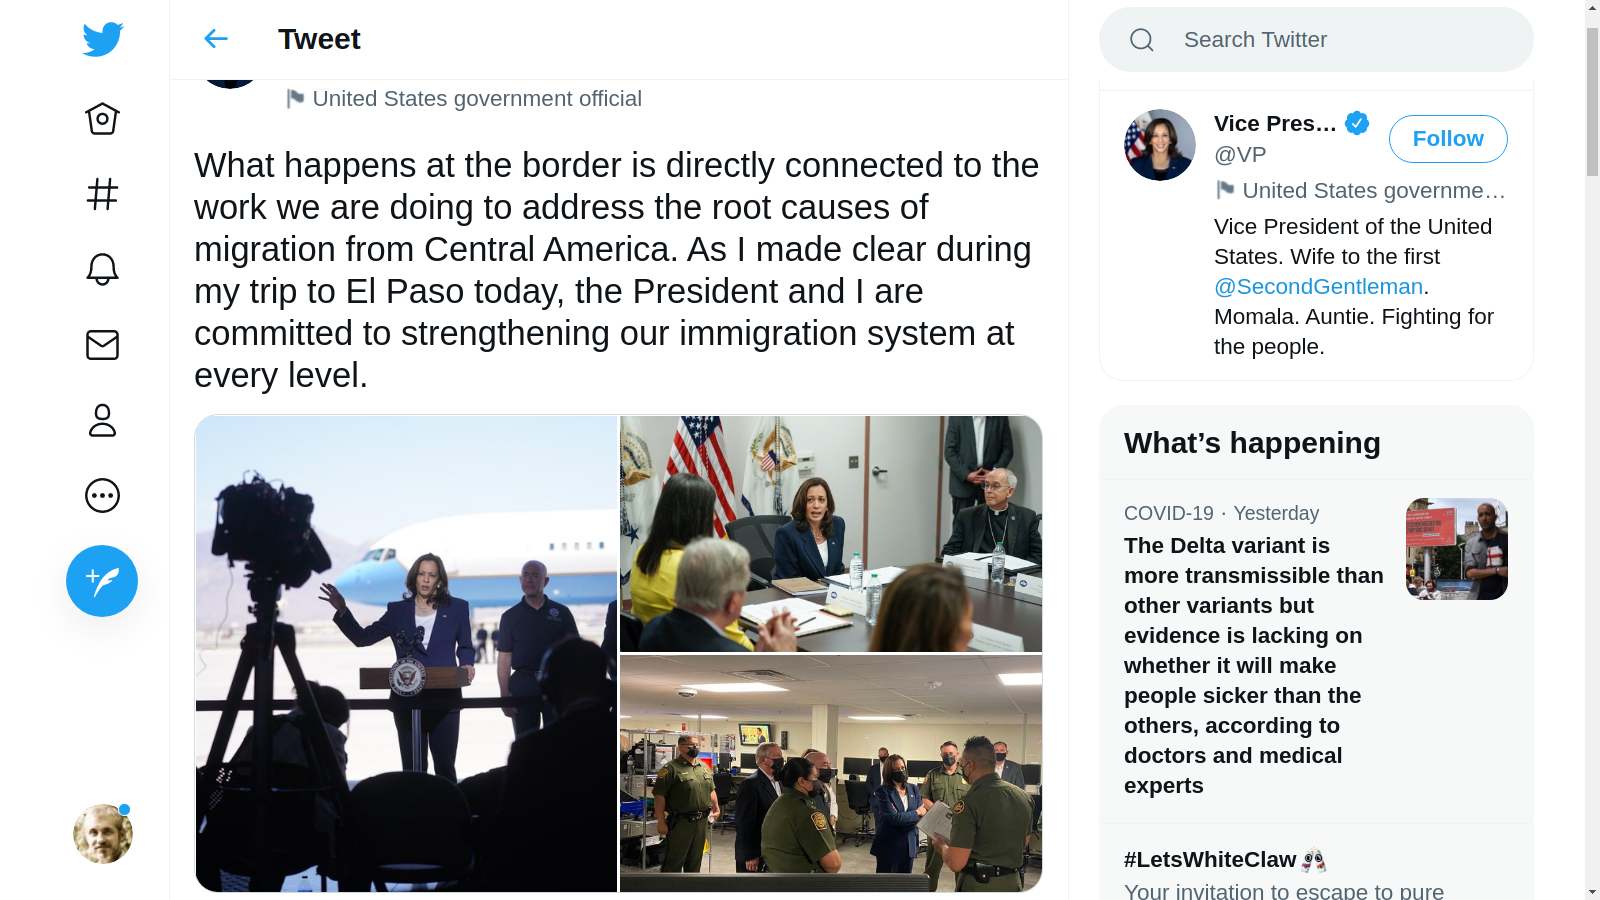 Tweet
United States government official
What happens at the border is directly connected to the
work we are doing to address the root causes of
migration from Central America. As I made clear during
my trip to El Paso today, the President and I are
committed to strengthening our immigration system at
every level.
Search Twitter
Vice Pres…
Follow
@VP
United States governme…
Vice President of the United
States. Wife to the first
@SecondGentleman.
Momala. Auntie. Fighting for
the people.
What’s happening
COVID-19 · Yesterday
The Delta variant is
more transmissible than
other variants but
evidence is lacking on
whether it will make
people sicker than the
others, according to
doctors and medical
experts
#LetsWhiteClaw
Your invitation to escape to pure